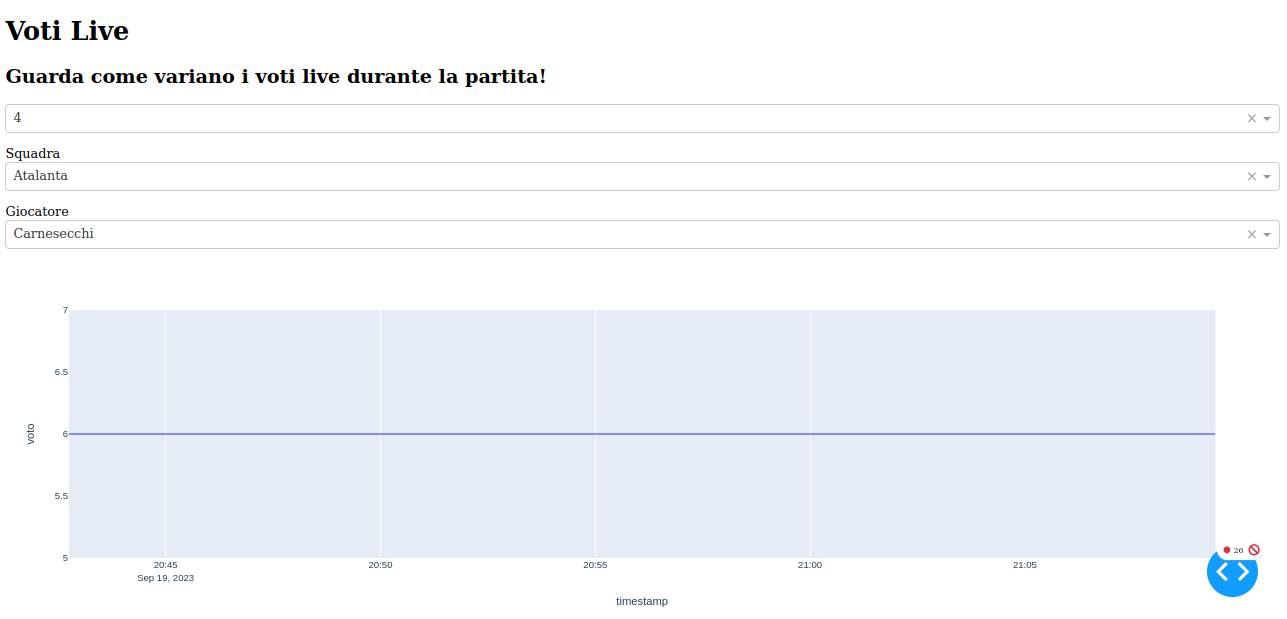 Voti Live
Guarda come variano i voti live durante la partita!
4
Squadra
Atalanta
Giocatore
Carnesecchi
7
6.5
6
5.5
5
voto
20:45
20:50
20:55
21:00
21:05
Sep 19, 2023
timestamp
26